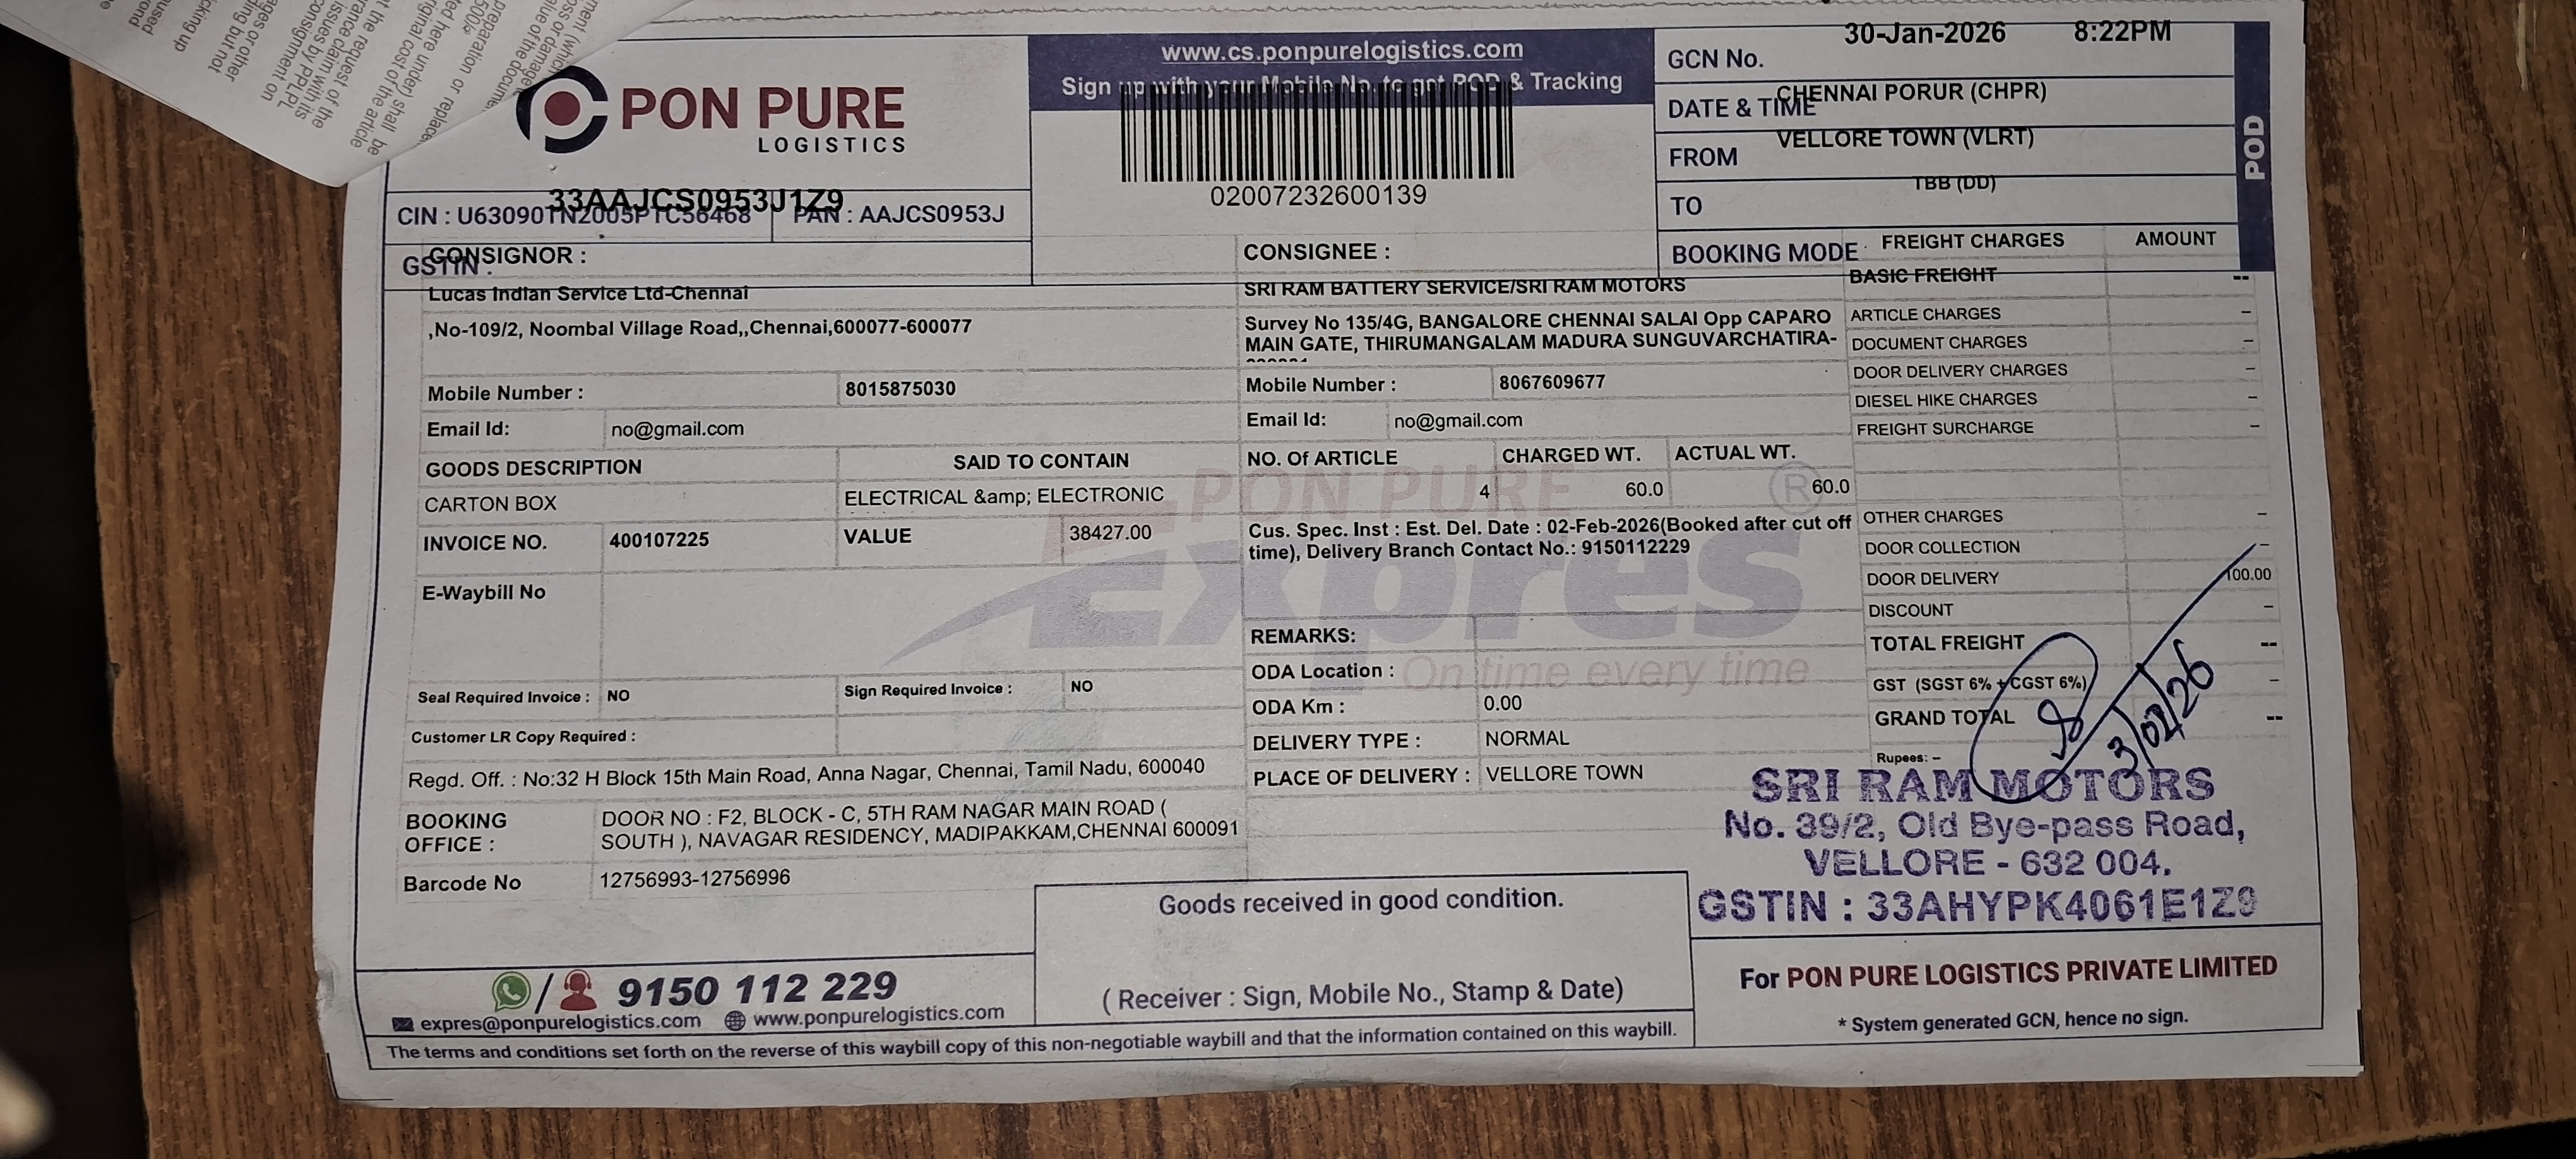 PON PURE
LOGISTICS
www.cs.ponpurelogistics.com
Sign up with your Mobile No. to get POD & Tracking
02007232600139
GCN No.
30-Jan-2026 8:22PM
DATE & TIME
CHENNAI PORUR (CHPR)
FROM
VELLORE TOWN (VLRT)
TO
TBB (DD)
BOOKING MODE
POD
33AAJCS0953J1Z9
CIN : U63090TN2005PTC56468 PAN : AAJCS0953J
GSTIN :
CONSIGNOR :
Lucas Indian Service Ltd-Chennai
,No-109/2, Noombal Village Road,,Chennai,600077-600077
Mobile Number : 8015875030
Email Id: no@gmail.com
GOODS DESCRIPTION SAID TO CONTAIN
CARTON BOX ELECTRICAL &amp; ELECTRONIC
INVOICE NO. 400107225 VALUE 38427.00
E-Waybill No
Seal Required Invoice : NO Sign Required Invoice : NO
Customer LR Copy Required :
Regd. Off. : No:32 H Block 15th Main Road, Anna Nagar, Chennai, Tamil Nadu, 600040
BOOKING OFFICE : DOOR NO : F2, BLOCK - C, 5TH RAM NAGAR MAIN ROAD (
SOUTH ), NAVAGAR RESIDENCY, MADIPAKKAM,CHENNAI 600091
Barcode No 12756993-12756996
CONSIGNEE :
SRI RAM BATTERY SERVICE/SRI RAM MOTORS
Survey No 135/4G, BANGALORE CHENNAI SALAI Opp CAPARO
MAIN GATE, THIRUMANGALAM MADURA SUNGUVARCHATIRA-
Mobile Number : 8067609677
Email Id: no@gmail.com
NO. Of ARTICLE CHARGED WT. ACTUAL WT.
4 60.0 60.0
Cus. Spec. Inst : Est. Del. Date : 02-Feb-2026(Booked after cut off
time), Delivery Branch Contact No.: 9150112229
PON PURE ®
Expres
On time every time
REMARKS:
ODA Location :
ODA Km : 0.00
DELIVERY TYPE : NORMAL
PLACE OF DELIVERY : VELLORE TOWN
FREIGHT CHARGES AMOUNT
BASIC FREIGHT --
ARTICLE CHARGES -
DOCUMENT CHARGES -
DOOR DELIVERY CHARGES -
DIESEL HIKE CHARGES -
FREIGHT SURCHARGE -
OTHER CHARGES -
DOOR COLLECTION -
DOOR DELIVERY 100.00
DISCOUNT -
TOTAL FREIGHT --
GST (SGST 6% + CGST 6%) -
GRAND TOTAL --
Rupees: -
3/02/26
SRI RAM MOTORS
No. 39/2, Old Bye-pass Road,
VELLORE - 632 004.
GSTIN : 33AHYPK4061E1Z9
Goods received in good condition.
( Receiver : Sign, Mobile No., Stamp & Date)
For PON PURE LOGISTICS PRIVATE LIMITED
* System generated GCN, hence no sign.
/ 9150 112 229
expres@ponpurelogistics.com www.ponpurelogistics.com
The terms and conditions set forth on the reverse of this waybill copy of this non-negotiable waybill and that the information contained on this waybill.